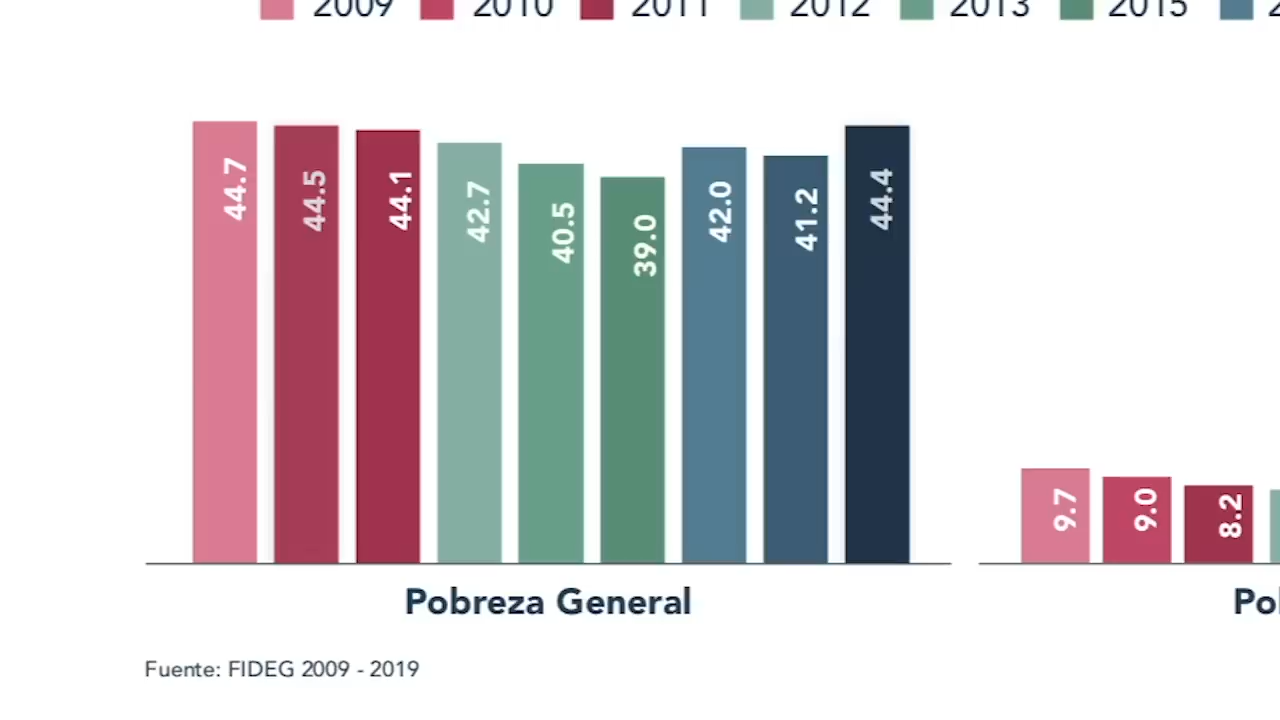 2009 2010 2011 2012 2013 2015
44.7 44.5 44.1 42.7 40.5 39.0 42.0 41.2 44.4
9.7 9.0 8.2
Pobreza General
Fuente: FIDEG 2009 - 2019